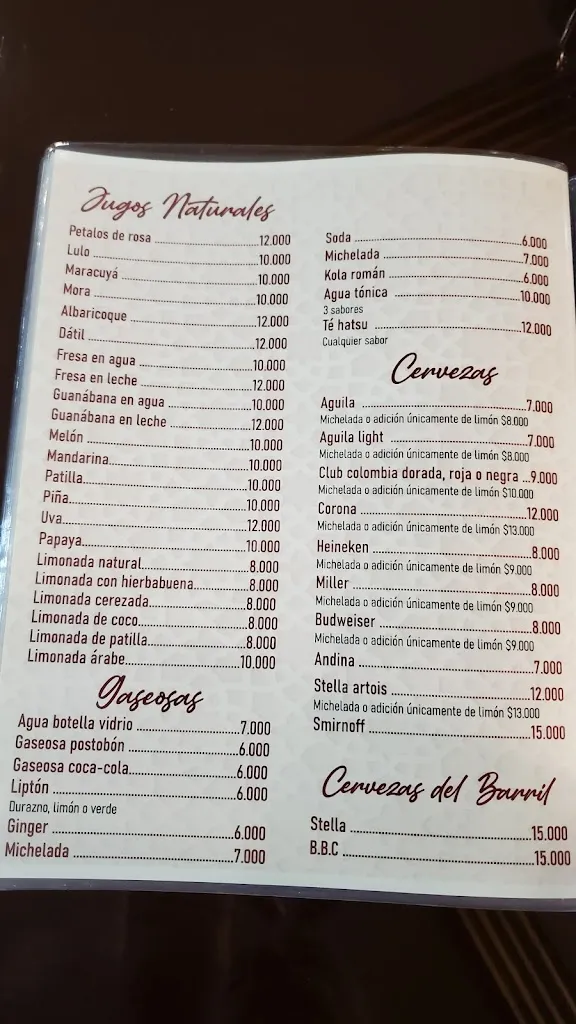 Jugos Naturales
Petalos de rosa ..... 12.000
Lulo ..... 10.000
Maracuyá ..... 10.000
Mora ..... 10.000
Albaricoque ..... 12.000
Dátil ..... 12.000
Fresa en agua ..... 10.000
Fresa en leche ..... 12.000
Guanábana en agua ..... 10.000
Guanábana en leche ..... 12.000
Melón ..... 10.000
Mandarina ..... 10.000
Patilla ..... 10.000
Piña ..... 10.000
Uva ..... 12.000
Papaya ..... 10.000
Limonada natural ..... 8.000
Limonada con hierbabuena ..... 8.000
Limonada cerezada ..... 8.000
Limonada de coco ..... 8.000
Limonada de patilla ..... 8.000
Limonada árabe ..... 10.000
Gaseosas
Agua botella vidrio ..... 7.000
Gaseosa postobón ..... 6.000
Gaseosa coca-cola ..... 6.000
Liptón ..... 6.000
Durazno, limón o verde
Ginger ..... 6.000
Michelada ..... 7.000
Soda ..... 6.000
Michelada ..... 7.000
Kola román ..... 6.000
Agua tónica ..... 10.000
3 sabores
Té hatsu ..... 12.000
Cualquier sabor
Cervezas
Aguila ..... 7.000
Michelada o adición únicamente de limón $8.000
Aguila light ..... 7.000
Michelada o adición únicamente de limón $8.000
Club colombia dorada, roja o negra ... 9.000
Michelada o adición únicamente de limón $10.000
Corona ..... 12.000
Michelada o adición únicamente de limón $13.000
Heineken ..... 8.000
Michelada o adición únicamente de limón $9.000
Miller ..... 8.000
Michelada o adición únicamente de limón $9.000
Budweiser ..... 8.000
Michelada o adición únicamente de limón $9.000
Andina ..... 7.000
Stella artois ..... 12.000
Michelada o adición únicamente de limón $13.000
Smirnoff ..... 15.000
Cervezas del Barril
Stella ..... 15.000
B.B.C ..... 15.000